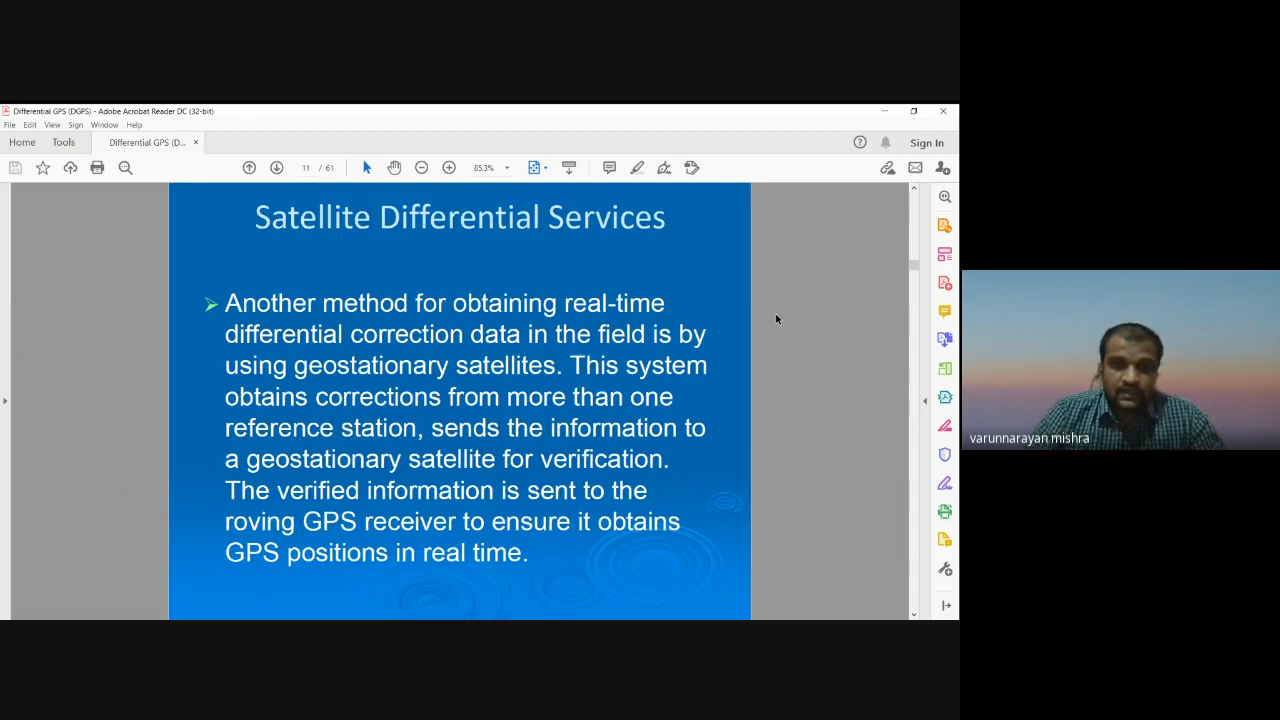 Differential GPS (DGPS) - Adobe Acrobat Reader DC (32-bit)
File Edit View Sign Window Help
Home Tools Differential GPS (D... × Sign In
11 / 61 85.3%
Satellite Differential Services
Another method for obtaining real-time
differential correction data in the field is by
using geostationary satellites. This system
obtains corrections from more than one
reference station, sends the information to
a geostationary satellite for verification.
The verified information is sent to the
roving GPS receiver to ensure it obtains
GPS positions in real time.
varunnarayan mishra